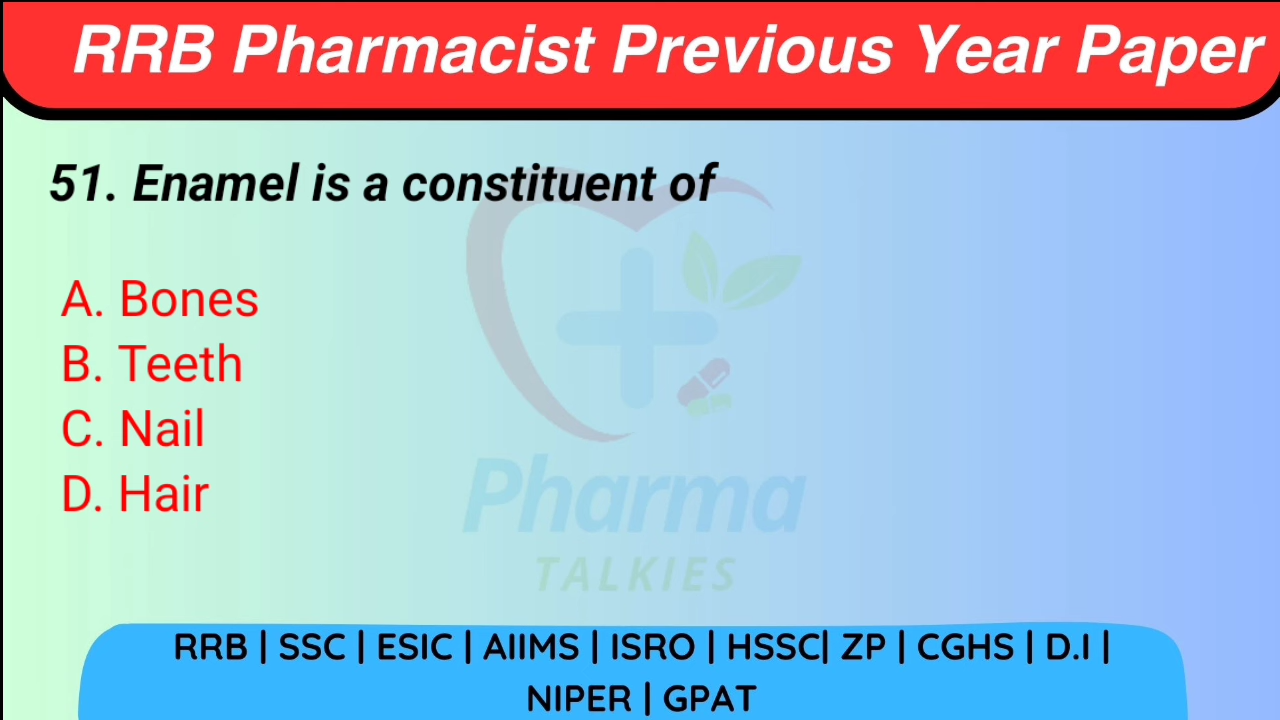 RRB Pharmacist Previous Year Paper
51. Enamel is a constituent of
A. Bones
B. Teeth
C. Nail
D. Hair
Pharma
TALKIES
RRB | SSC | ESIC | AIIMS | ISRO | HSSC| ZP | CGHS | D.I |
NIPER | GPAT